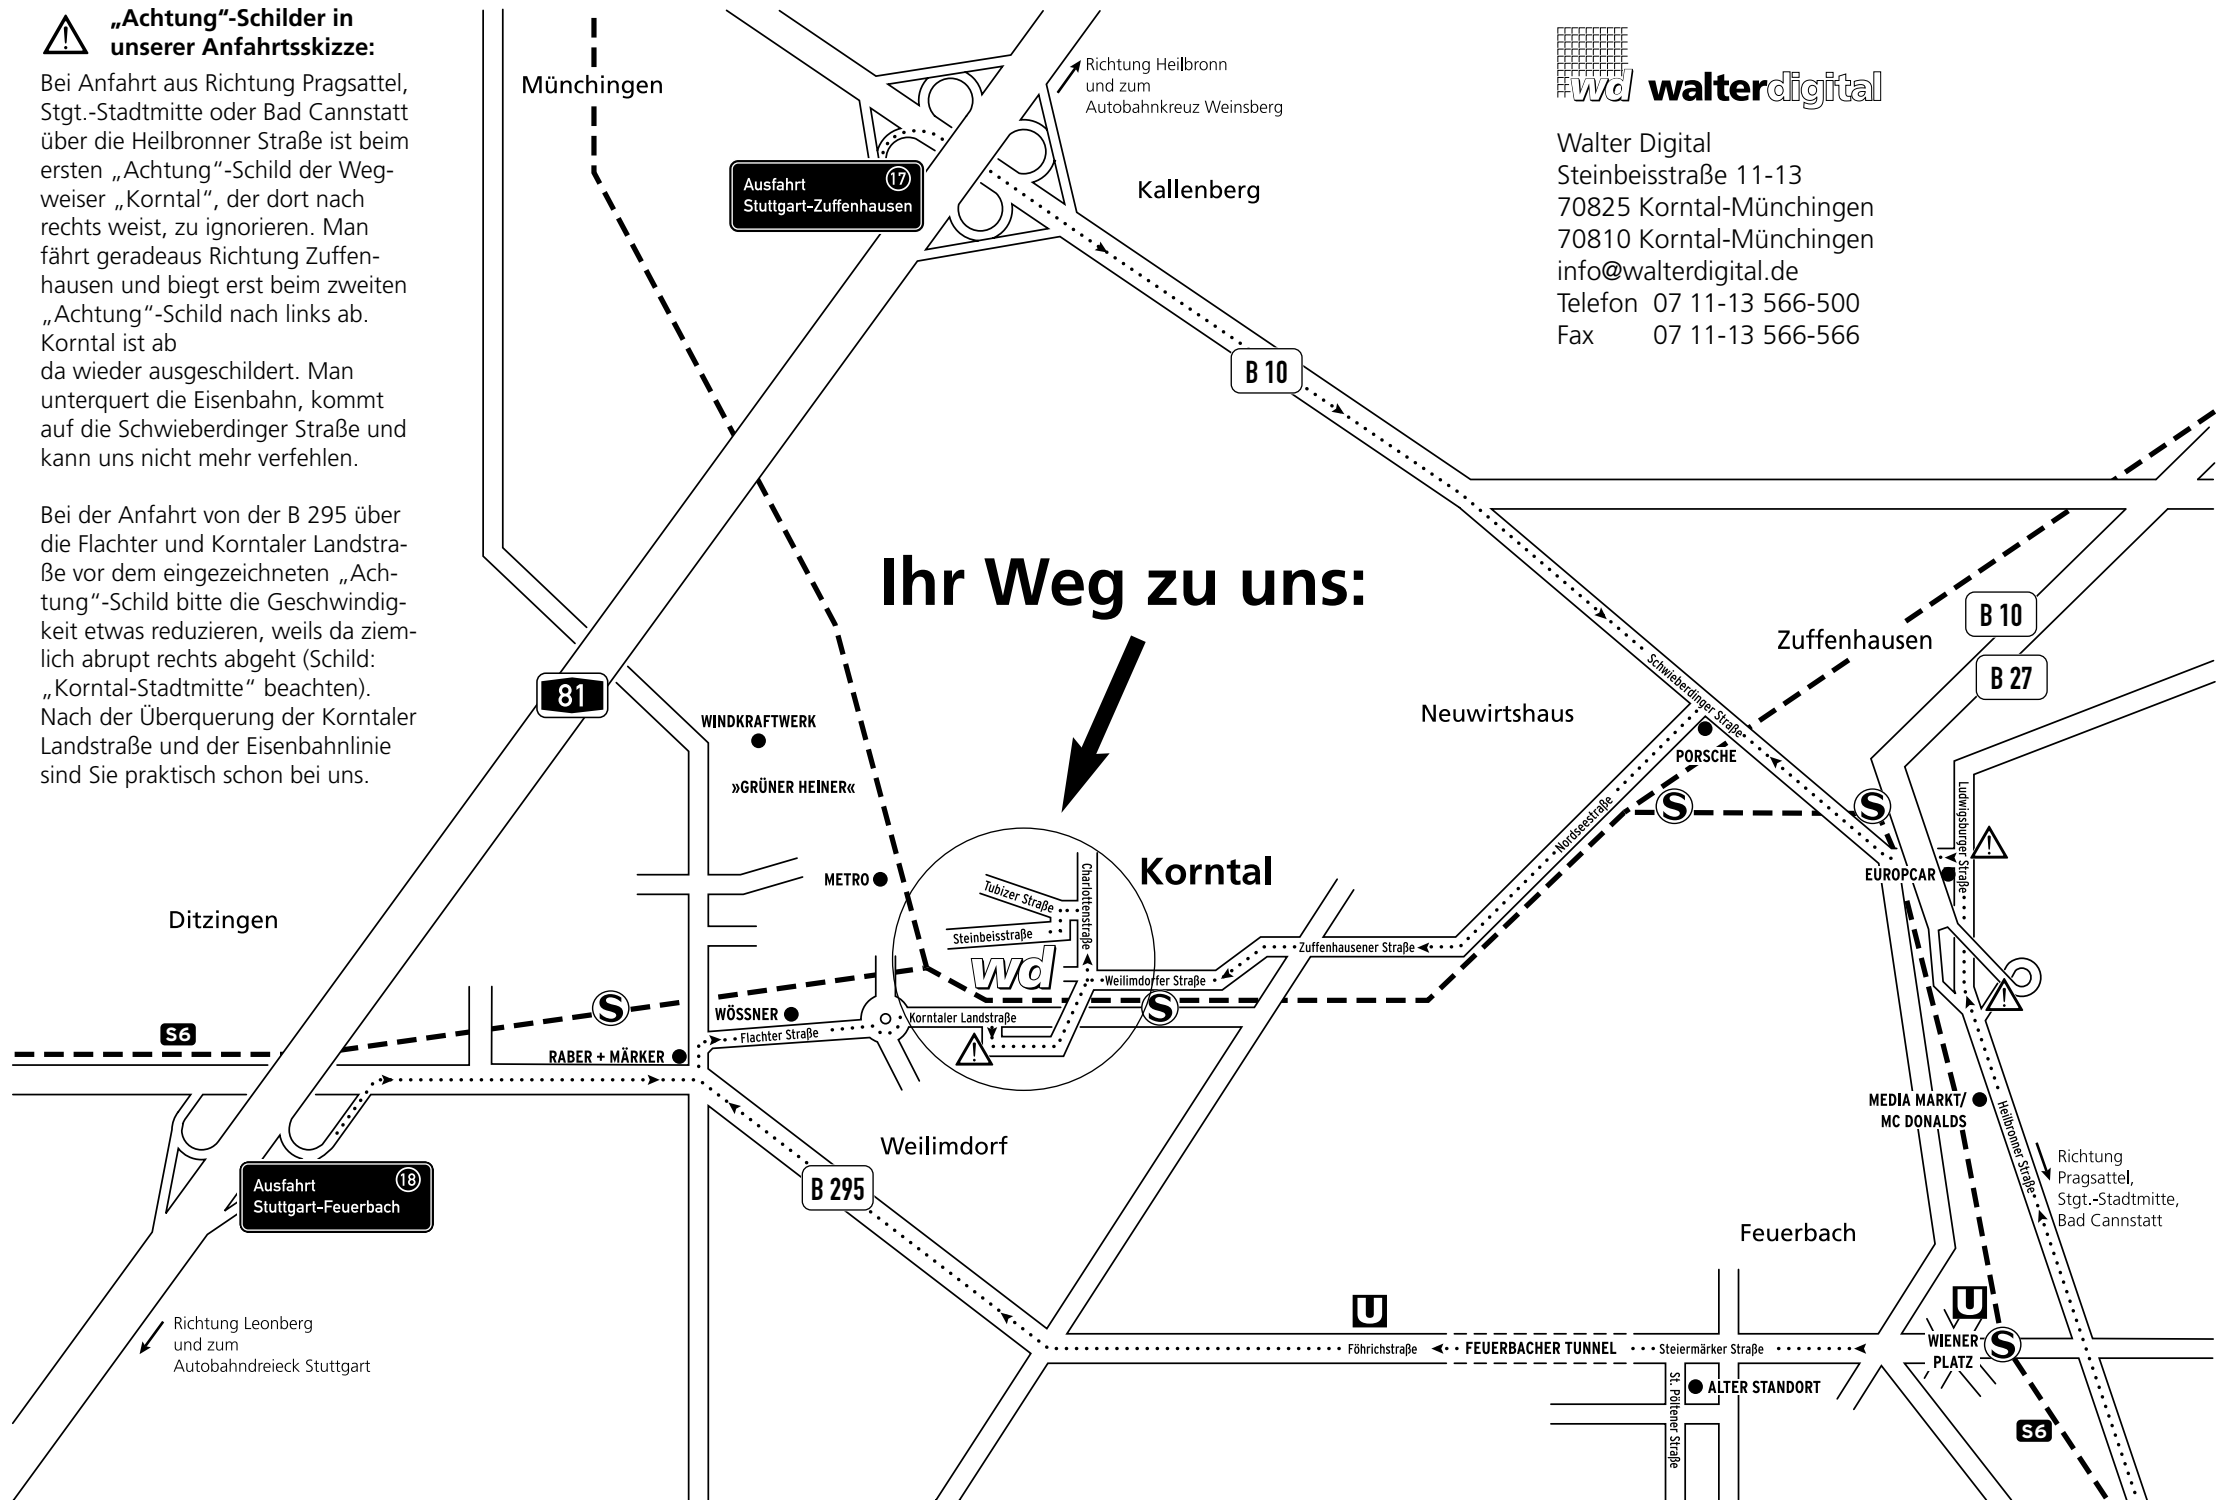 „Achtung“-Schilder in
unserer Anfahrtsskizze:
Bei Anfahrt aus Richtung Pragsattel,
Stgt.-Stadtmitte oder Bad Cannstatt
über die Heilbronner Straße ist beim
ersten „Achtung“-Schild der Weg-
weiser „Korntal“, der dort nach
rechts weist, zu ignorieren. Man
fährt geradeaus Richtung Zuffen-
hausen und biegt erst beim zweiten
„Achtung“-Schild nach links ab.
Korntal ist ab
da wieder ausgeschildert. Man
unterquert die Eisenbahn, kommt
auf die Schwieberdinger Straße und
kann uns nicht mehr verfehlen.
Bei der Anfahrt von der B 295 über
die Flachter und Korntaler Landstra-
ße vor dem eingezeichneten „Ach-
tung“-Schild bitte die Geschwindig-
keit etwas reduzieren, weils da ziem-
lich abrupt rechts abgeht (Schild:
„Korntal-Stadtmitte“ beachten).
Nach der Überquerung der Korntaler
Landstraße und der Eisenbahnlinie
sind Sie praktisch schon bei uns.
wd walterdigital
Walter Digital
Steinbeisstraße 11-13
70825 Korntal-Münchingen
70810 Korntal-Münchingen
info@walterdigital.de
Telefon 07 11-13 566-500
Fax 07 11-13 566-566
Münchingen
Richtung Heilbronn
und zum
Autobahnkreuz Weinsberg
Ausfahrt 17
Stuttgart-Zuffenhausen
Kallenberg
B 10
Ihr Weg zu uns:
B 10
Zuffenhausen
B 27
81
Schwieberdinger Straße
Neuwirtshaus
WINDKRAFTWERK
»GRÜNER HEINER«
PORSCHE
S
S
Nordseestraße
Ludwigsburger Straße
EUROPCAR
METRO
Korntal
Tubizer Straße
Charlottenstraße
Steinbeisstraße
wd
Ditzingen
Zuffenhausener Straße
Weilimdorfer Straße
S
S
WÖSSNER
Korntaler Landstraße
Flachter Straße
S6
RABER + MÄRKER
MEDIA MARKT/
MC DONALDS
Heilbronner Straße
Weilimdorf
Ausfahrt 18
Stuttgart-Feuerbach
B 295
Richtung
Pragsattel,
Stgt.-Stadtmitte,
Bad Cannstatt
Feuerbach
U
U
Richtung Leonberg
und zum
Autobahndreieck Stuttgart
Föhrichstraße
FEUERBACHER TUNNEL
Steiermärker Straße
WIENER
PLATZ
S
St. Pöltener Straße
ALTER STANDORT
S6